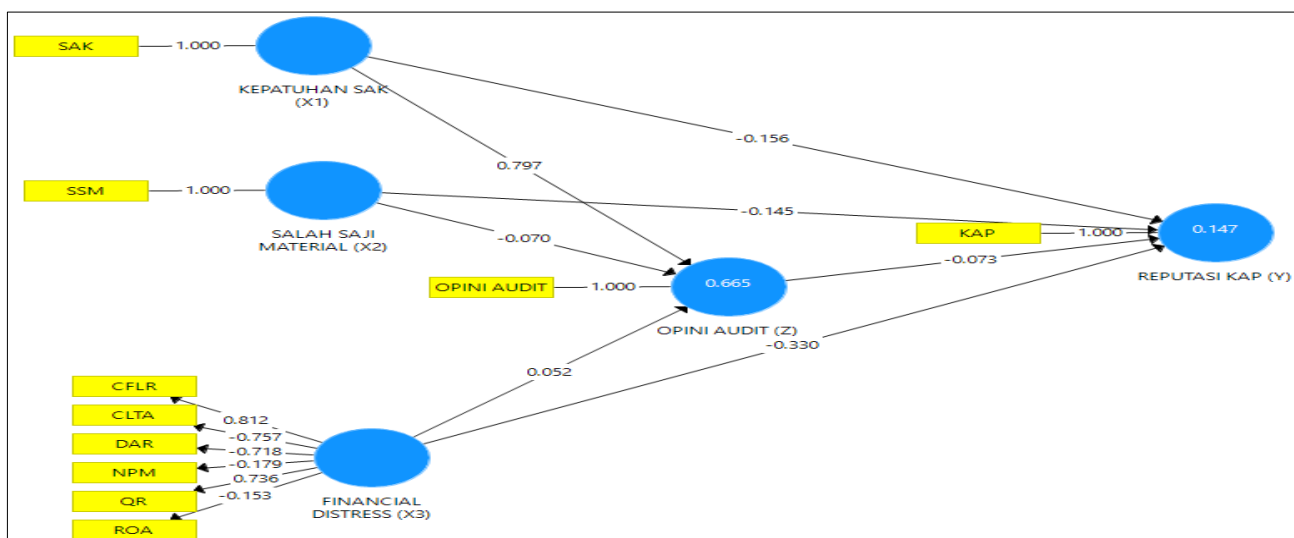 SAK
1.000
KEPATUHAN SAK
(X1)
-0.156
0.797
SSM
1.000
SALAH SAJI
MATERIAL (X2)
-0.145
-0.070
KAP
1.000
0.147
REPUTASI KAP (Y)
OPINI AUDIT
1.000
0.665
OPINI AUDIT (Z)
-0.073
-0.330
0.052
CFLR
CLTA
DAR
NPM
QR
ROA
0.812
-0.757
-0.718
-0.179
0.736
-0.153
FINANCIAL
DISTRESS (X3)